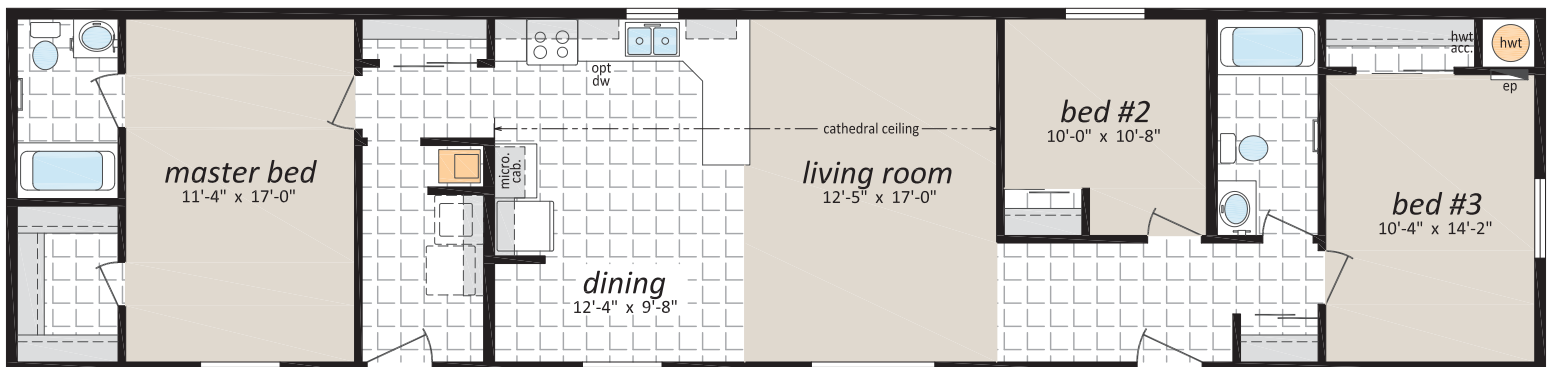 opt
dw
micro.
cab.
master bed
11'-4" x 17'-0"
dining
12'-4" x 9'-8"
cathedral ceiling
living room
12'-5" x 17'-0"
bed #2
10'-0" x 10'-8"
hwt
acc.
hwt
ep
bed #3
10'-4" x 14'-2"